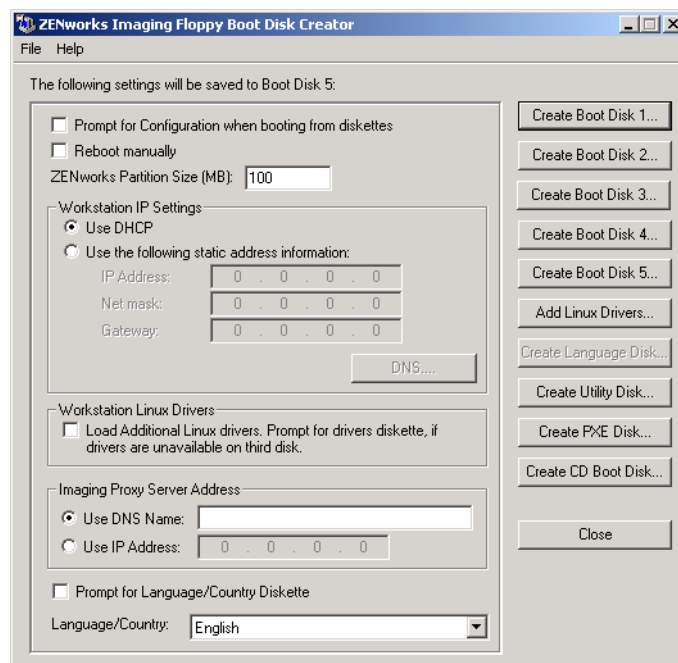 ZENworks Imaging Floppy Boot Disk Creator
File Help
The following settings will be saved to Boot Disk 5:
Prompt for Configuration when booting from diskettes
Reboot manually
ZENworks Partition Size (MB): 100
Workstation IP Settings
Use DHCP
Use the following static address information:
IP Address: 0 . 0 . 0 . 0
Net mask: 0 . 0 . 0 . 0
Gateway: 0 . 0 . 0 . 0
DNS....
Workstation Linux Drivers
Load Additional Linux drivers. Prompt for drivers diskette, if
drivers are unavailable on third disk.
Imaging Proxy Server Address
Use DNS Name:
Use IP Address: 0 . 0 . 0 . 0
Prompt for Language/Country Diskette
Language/Country: English
Create Boot Disk 1...
Create Boot Disk 2...
Create Boot Disk 3...
Create Boot Disk 4...
Create Boot Disk 5...
Add Linux Drivers...
Create Language Disk...
Create Utility Disk...
Create PXE Disk...
Create CD Boot Disk...
Close